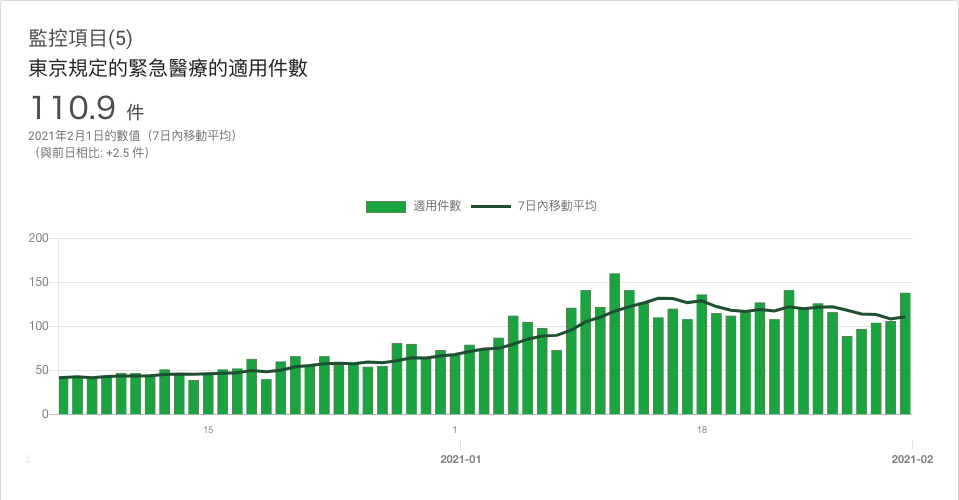 監控項目(5)
東京規定的緊急醫療的適用件數
110.9 件
2021年2月1日的數值（7日內移動平均）
（與前日相比: +2.5 件）
適用件數 7日內移動平均
200
150
100
50
0
15 1 18
2021-01 2021-02